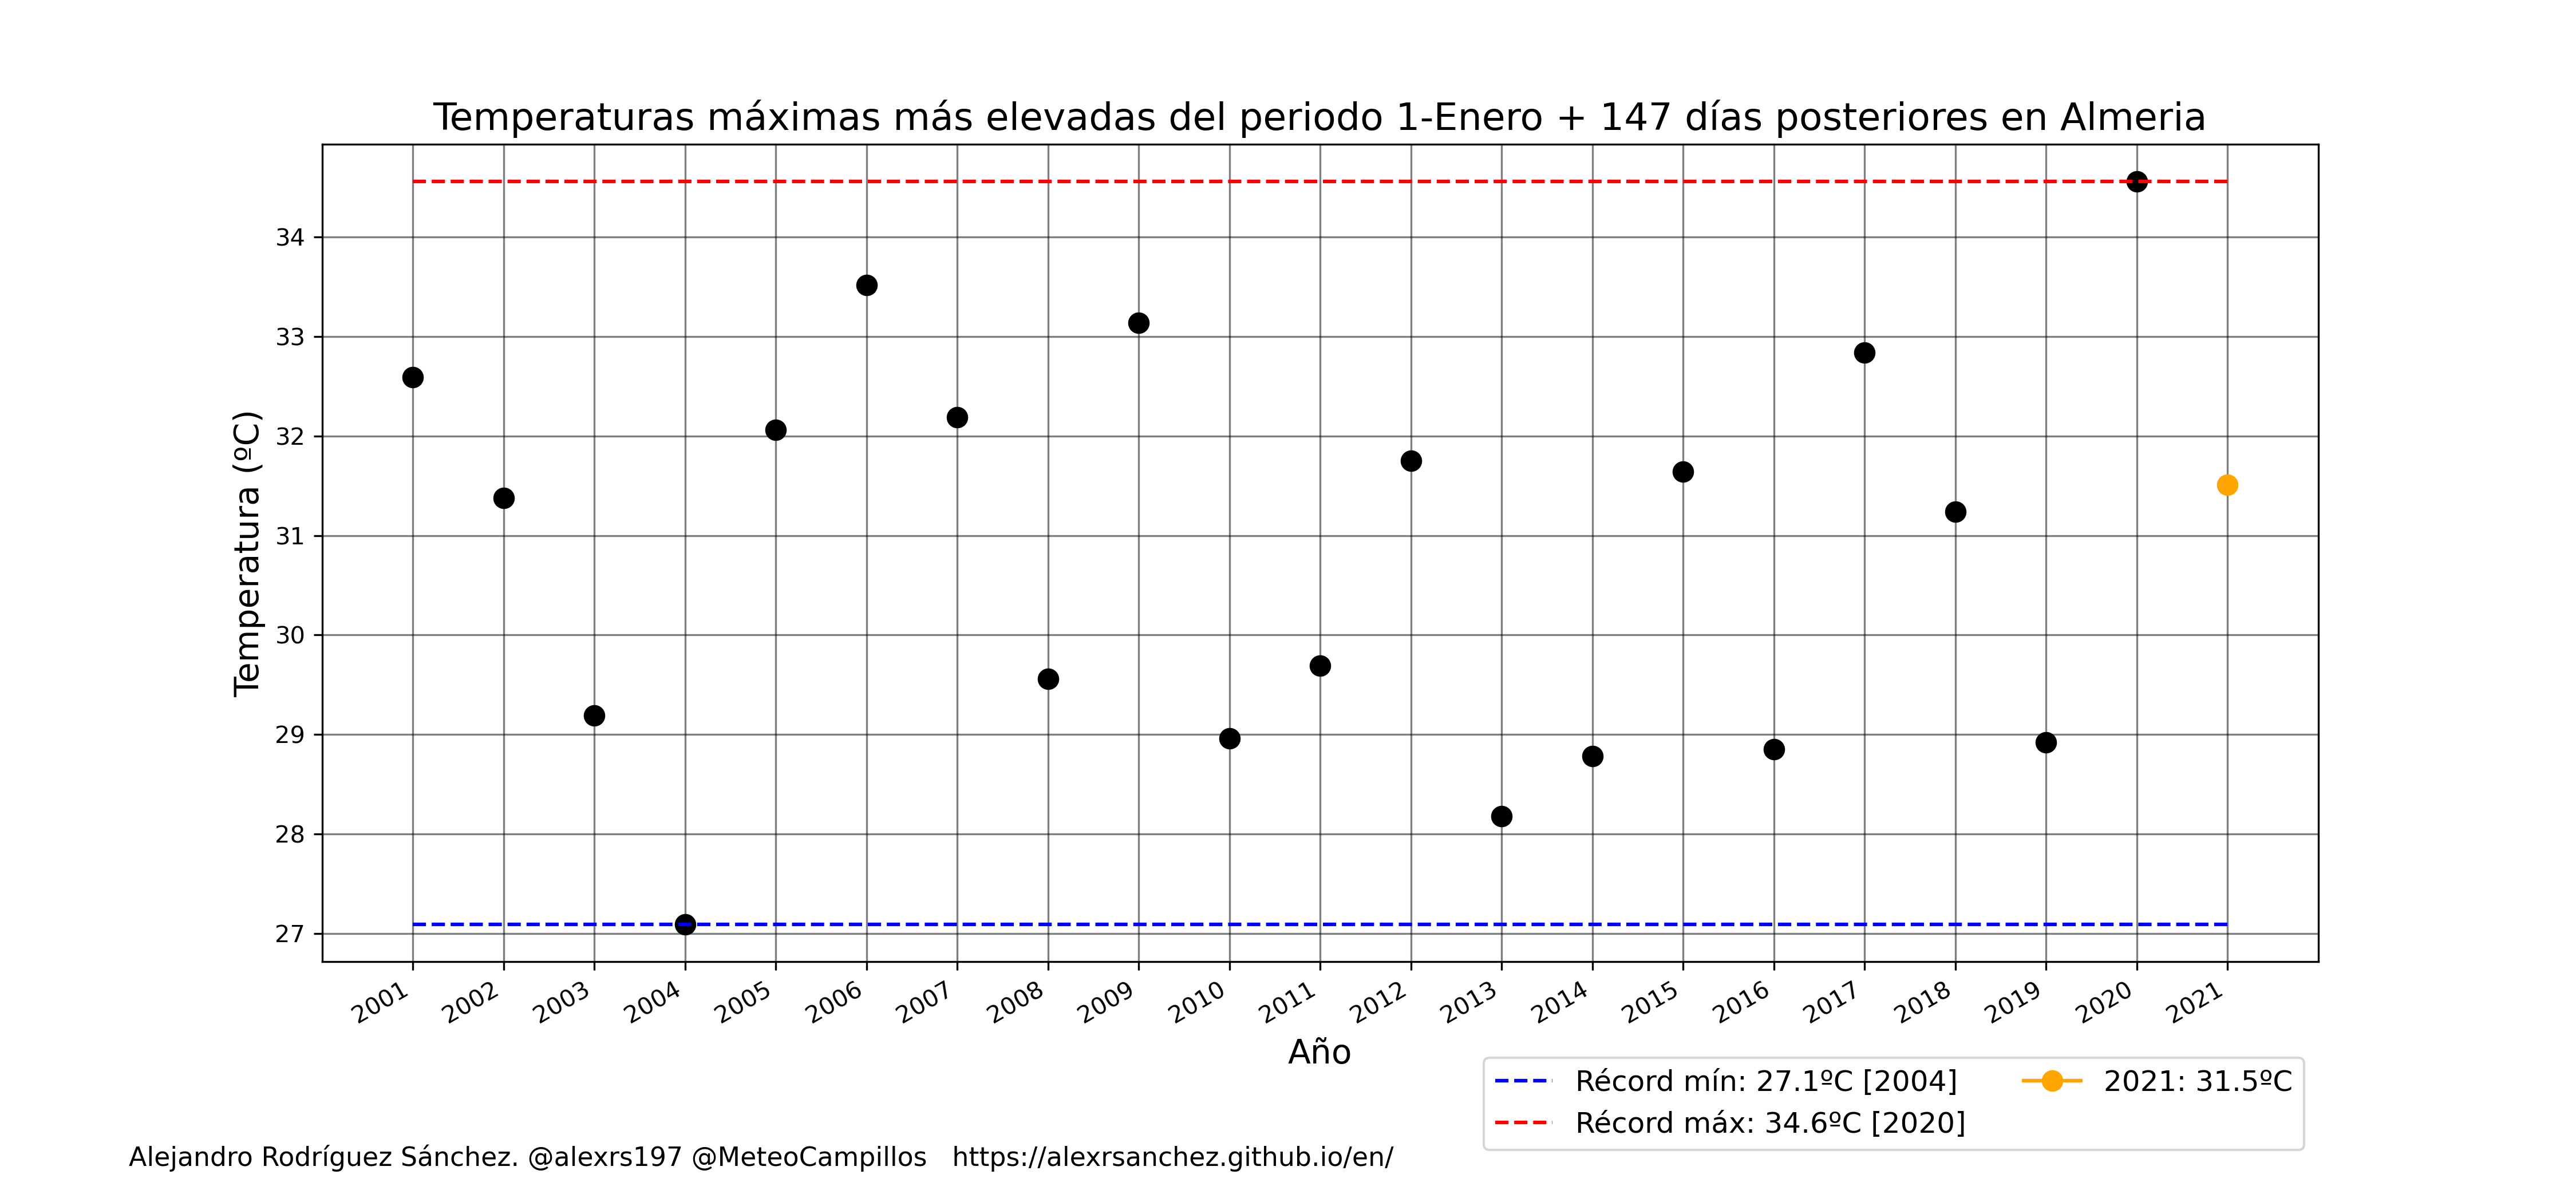 Temperaturas máximas más elevadas del periodo 1-Enero + 147 días posteriores en Almeria
Temperatura (ºC)
34
33
32
31
30
29
28
27
2001 2002 2003 2004 2005 2006 2007 2008 2009 2010 2011 2012 2013 2014 2015 2016 2017 2018 2019 2020 2021
Año
Récord mín: 27.1ºC [2004]
Récord máx: 34.6ºC [2020]
2021: 31.5ºC
Alejandro Rodríguez Sánchez. @alexrs197 @MeteoCampillos https://alexrsanchez.github.io/en/